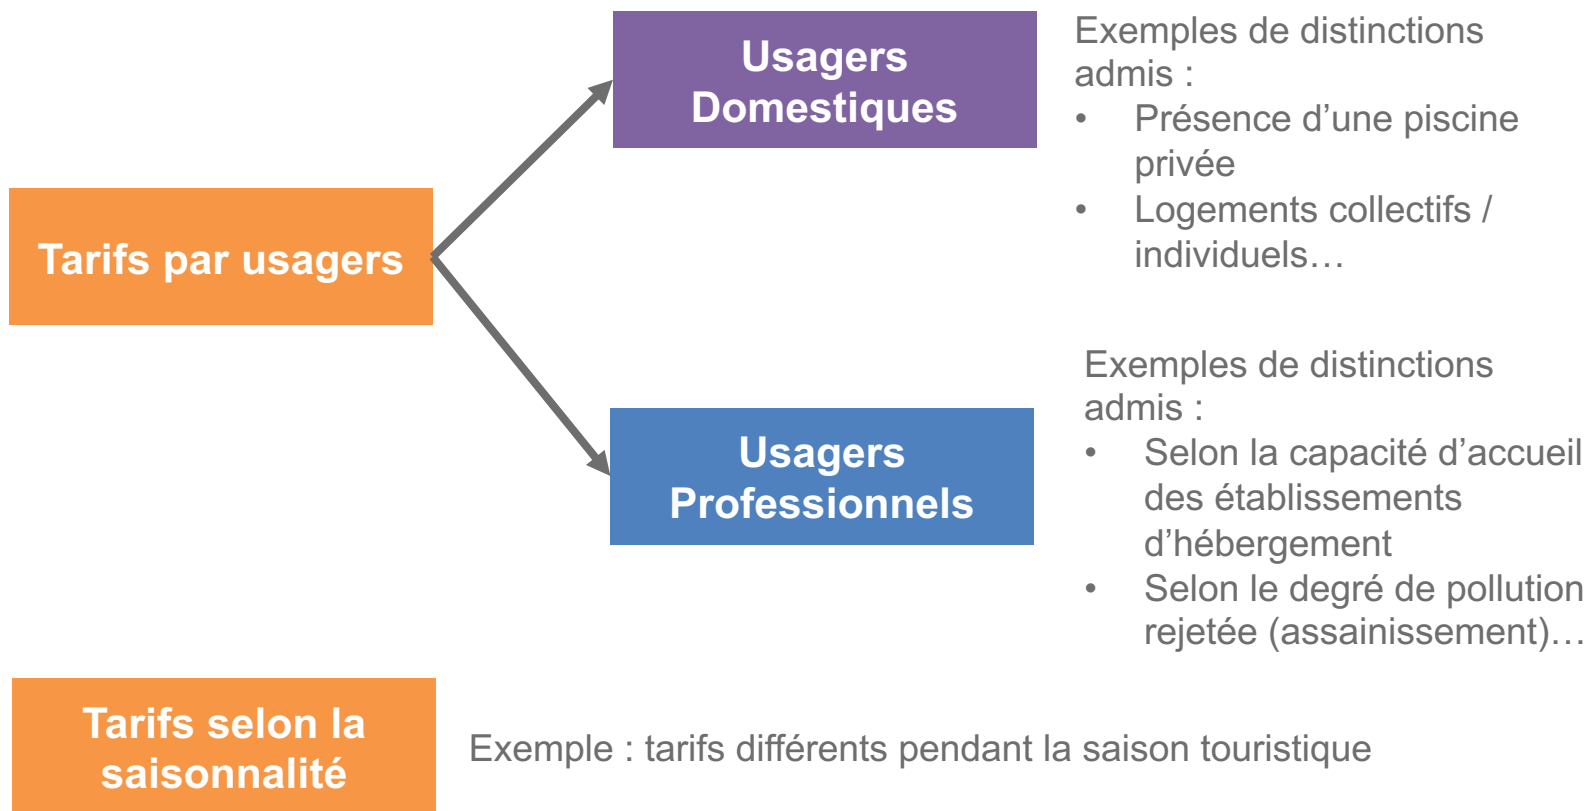 Tarifs par usagers
Usagers
Domestiques
Exemples de distinctions
admis :
• Présence d’une piscine
privée
• Logements collectifs /
individuels…
Usagers
Professionnels
Exemples de distinctions
admis :
• Selon la capacité d’accueil
des établissements
d’hébergement
• Selon le degré de pollution
rejetée (assainissement)…
Tarifs selon la
saisonnalité
Exemple : tarifs différents pendant la saison touristique